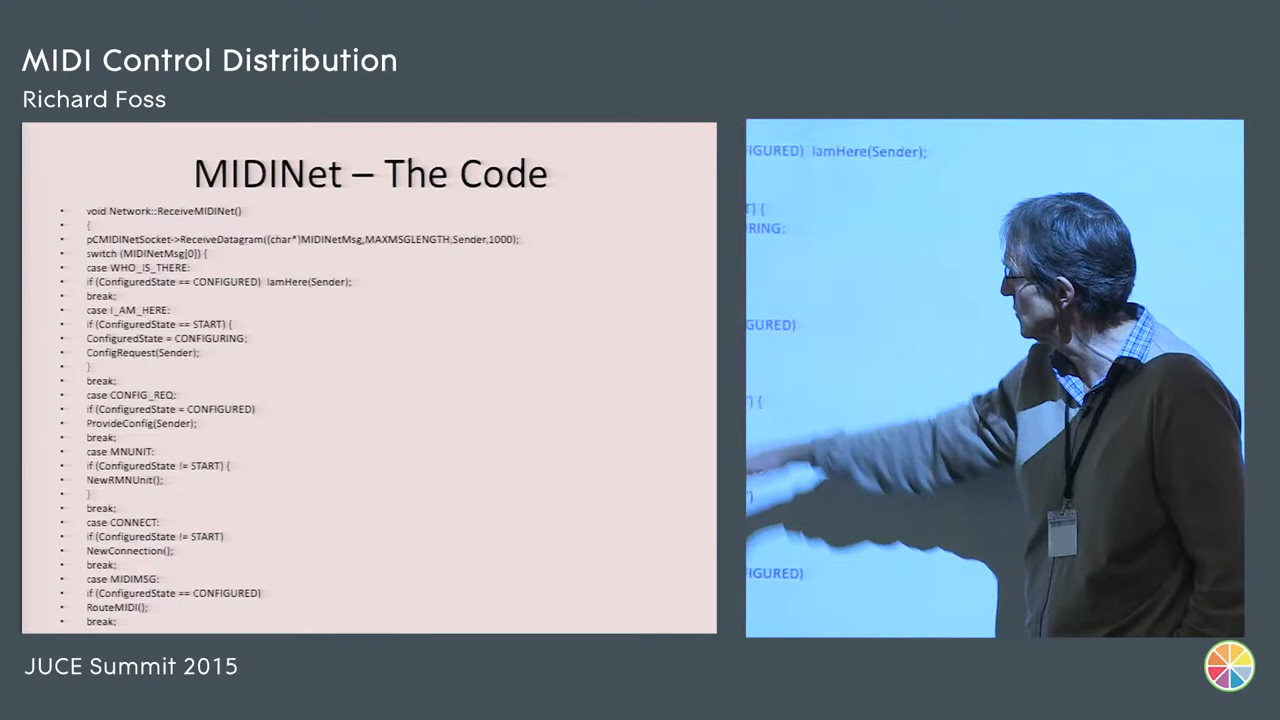 MIDI Control Distribution
Richard Foss
MIDINet – The Code
• void Network::ReceiveMIDINet()
• {
• pCMIDINetSocket->ReceiveDatagram((char*)MIDINetMsg,MAXMSGLENGTH,Sender,1000);
• switch (MIDINetMsg[0]) {
• case WHO_IS_THERE:
• if (ConfiguredState == CONFIGURED) IamHere(Sender);
• break;
• case I_AM_HERE:
• if (ConfiguredState == START) {
• ConfiguredState = CONFIGURING;
• ConfigRequest(Sender);
• }
• break;
• case CONFIG_REQ:
• if (ConfiguredState = CONFIGURED)
• ProvideConfig(Sender);
• break;
• case MNUNIT:
• if (ConfiguredState != START) {
• NewRMNUnit();
• }
• break;
• case CONNECT:
• if (ConfiguredState != START)
• NewConnection();
• break;
• case MIDIMSG:
• if (ConfiguredState == CONFIGURED)
• RouteMIDI();
• break;
FIGURED) IamHere(Sender);
T) {
RING;
GURED)
') {
')
FIGURED)
JUCE Summit 2015